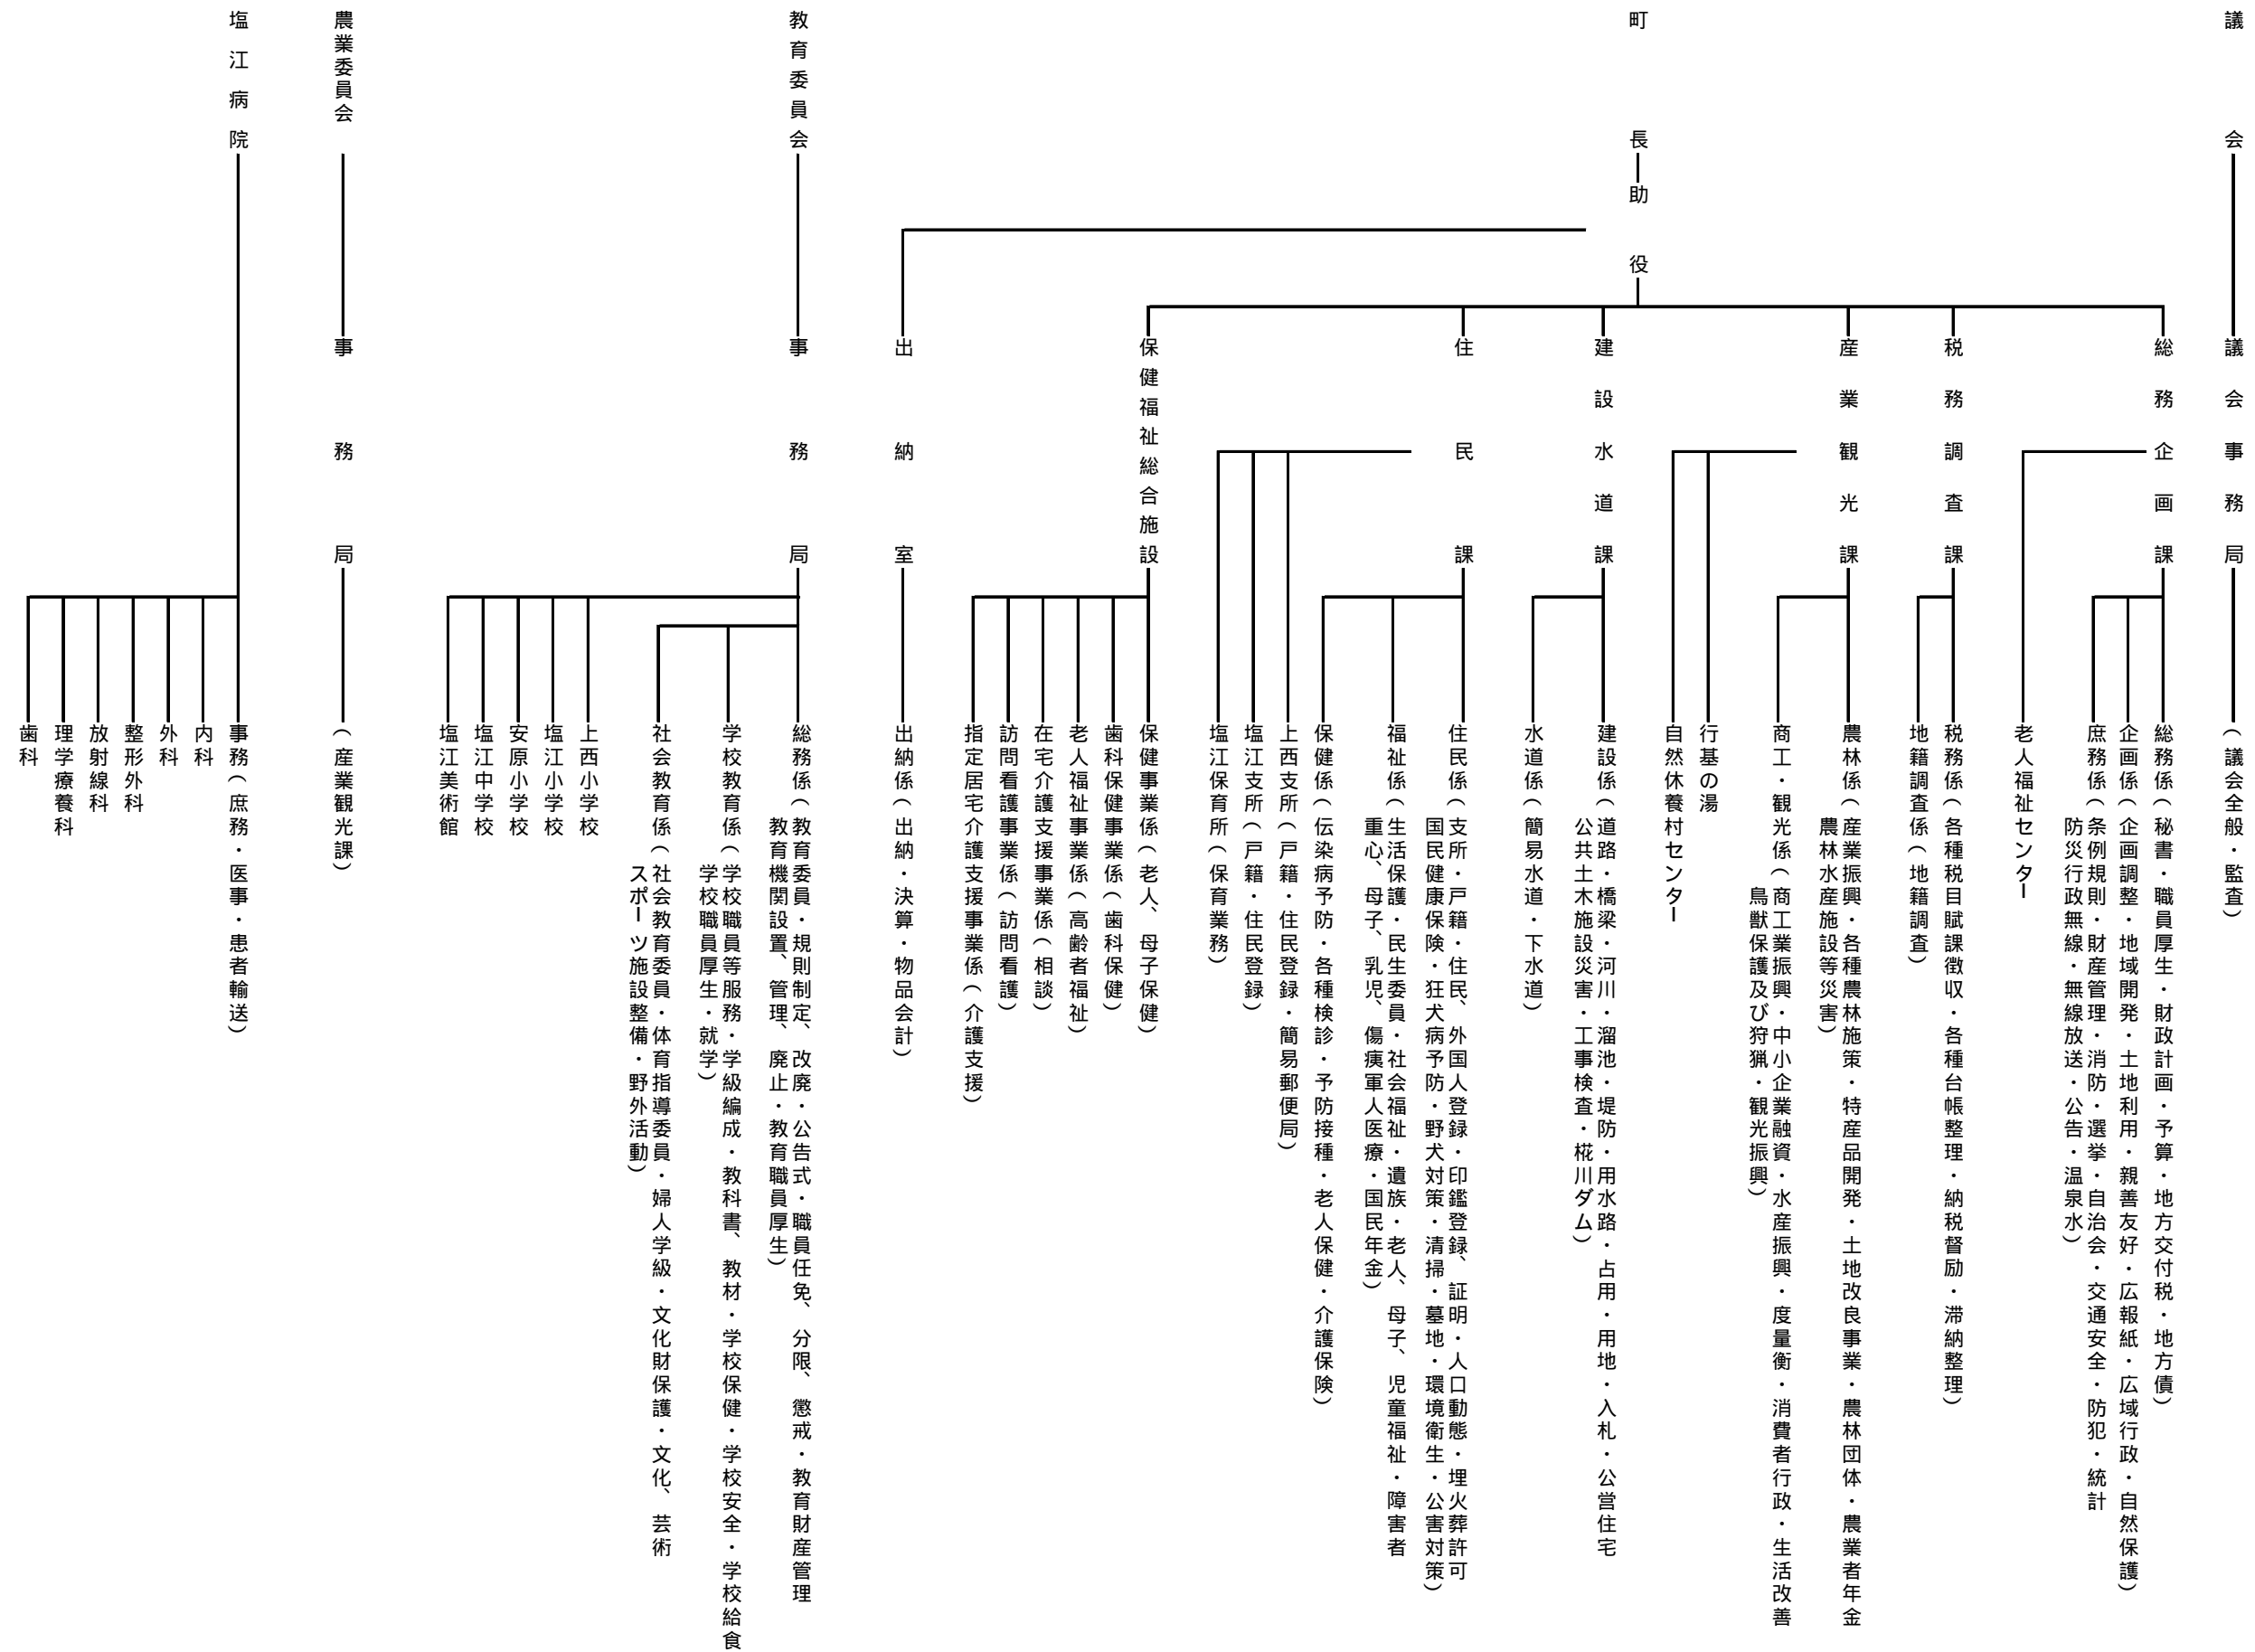 議会
議会事務局
（議会全般・監査）
町長
助役
総務企画課
総務係（秘書・職員厚生・財政計画・予算・地方交付税・地方債）
企画係（企画調整・地域開発・土地利用・親善友好・広報紙・広域行政・自然保護）
庶務係（条例規則・財産管理・消防・選挙・自治会・交通安全・防犯・統計
防災行政無線・無線放送・公告・温泉水）
老人福祉センター
税務調査課
税務係（各種税目賦課徴収・各種台帳整理・納税督励・滞納整理）
地籍調査係（地籍調査）
産業観光課
農林係（産業振興・各種農林施策・特産品開発・土地改良事業・農林団体・農業者年金
農林水産施設等災害）
商工・観光係（商工業振興・中小企業融資・水産振興・度量衡・消費者行政・生活改善
鳥獣保護及び狩猟・観光振興）
行基の湯
自然休養村センター
建設水道課
建設係（道路・橋梁・河川・溜池・堤防・用水路・占用・用地・入札・公営住宅
公共土木施設災害・工事検査・椛川ダム）
水道係（簡易水道・下水道）
住民課
住民係（支所・戸籍・住民、外国人登録・印鑑登録、証明・人口動態・埋火葬許可
国民健康保険・狂犬病予防・野犬対策・清掃・墓地・環境衛生・公害対策）
福祉係（生活保護・民生委員・社会福祉・遺族・老人、母子、児童福祉・障害者
重心、母子、乳児、傷痍軍人医療・国民年金）
保健係（伝染病予防・各種検診・予防接種・老人保健・介護保険）
上西支所（戸籍・住民登録・簡易郵便局）
塩江支所（戸籍・住民登録）
塩江保育所（保育業務）
保健福祉総合施設
保健事業係（老人、母子保健）
歯科保健事業係（歯科保健）
老人福祉事業係（高齢者福祉）
在宅介護支援事業係（相談）
訪問看護事業係（訪問看護）
指定居宅介護支援事業係（介護支援）
出納室
出納係（出納・決算・物品会計）
教育委員会
事務局
総務係（教育委員・規則制定、改廃・公告式・職員任免、分限、懲戒・教育財産管理
教育機関設置、管理、廃止・教育職員厚生）
学校教育係（学校職員等服務・学級編成・教科書、教材・学校保健・学校安全・学校給食
学校職員厚生・就学）
社会教育係（社会教育委員・体育指導委員・婦人学級・文化財保護・文化、芸術
スポーツ施設整備・野外活動）
上西小学校
塩江小学校
安原小学校
塩江中学校
塩江美術館
農業委員会
事務局
（産業観光課）
塩江病院
事務（庶務・医事・患者輸送）
内科
外科
整形外科
放射線科
理学療養科
歯科